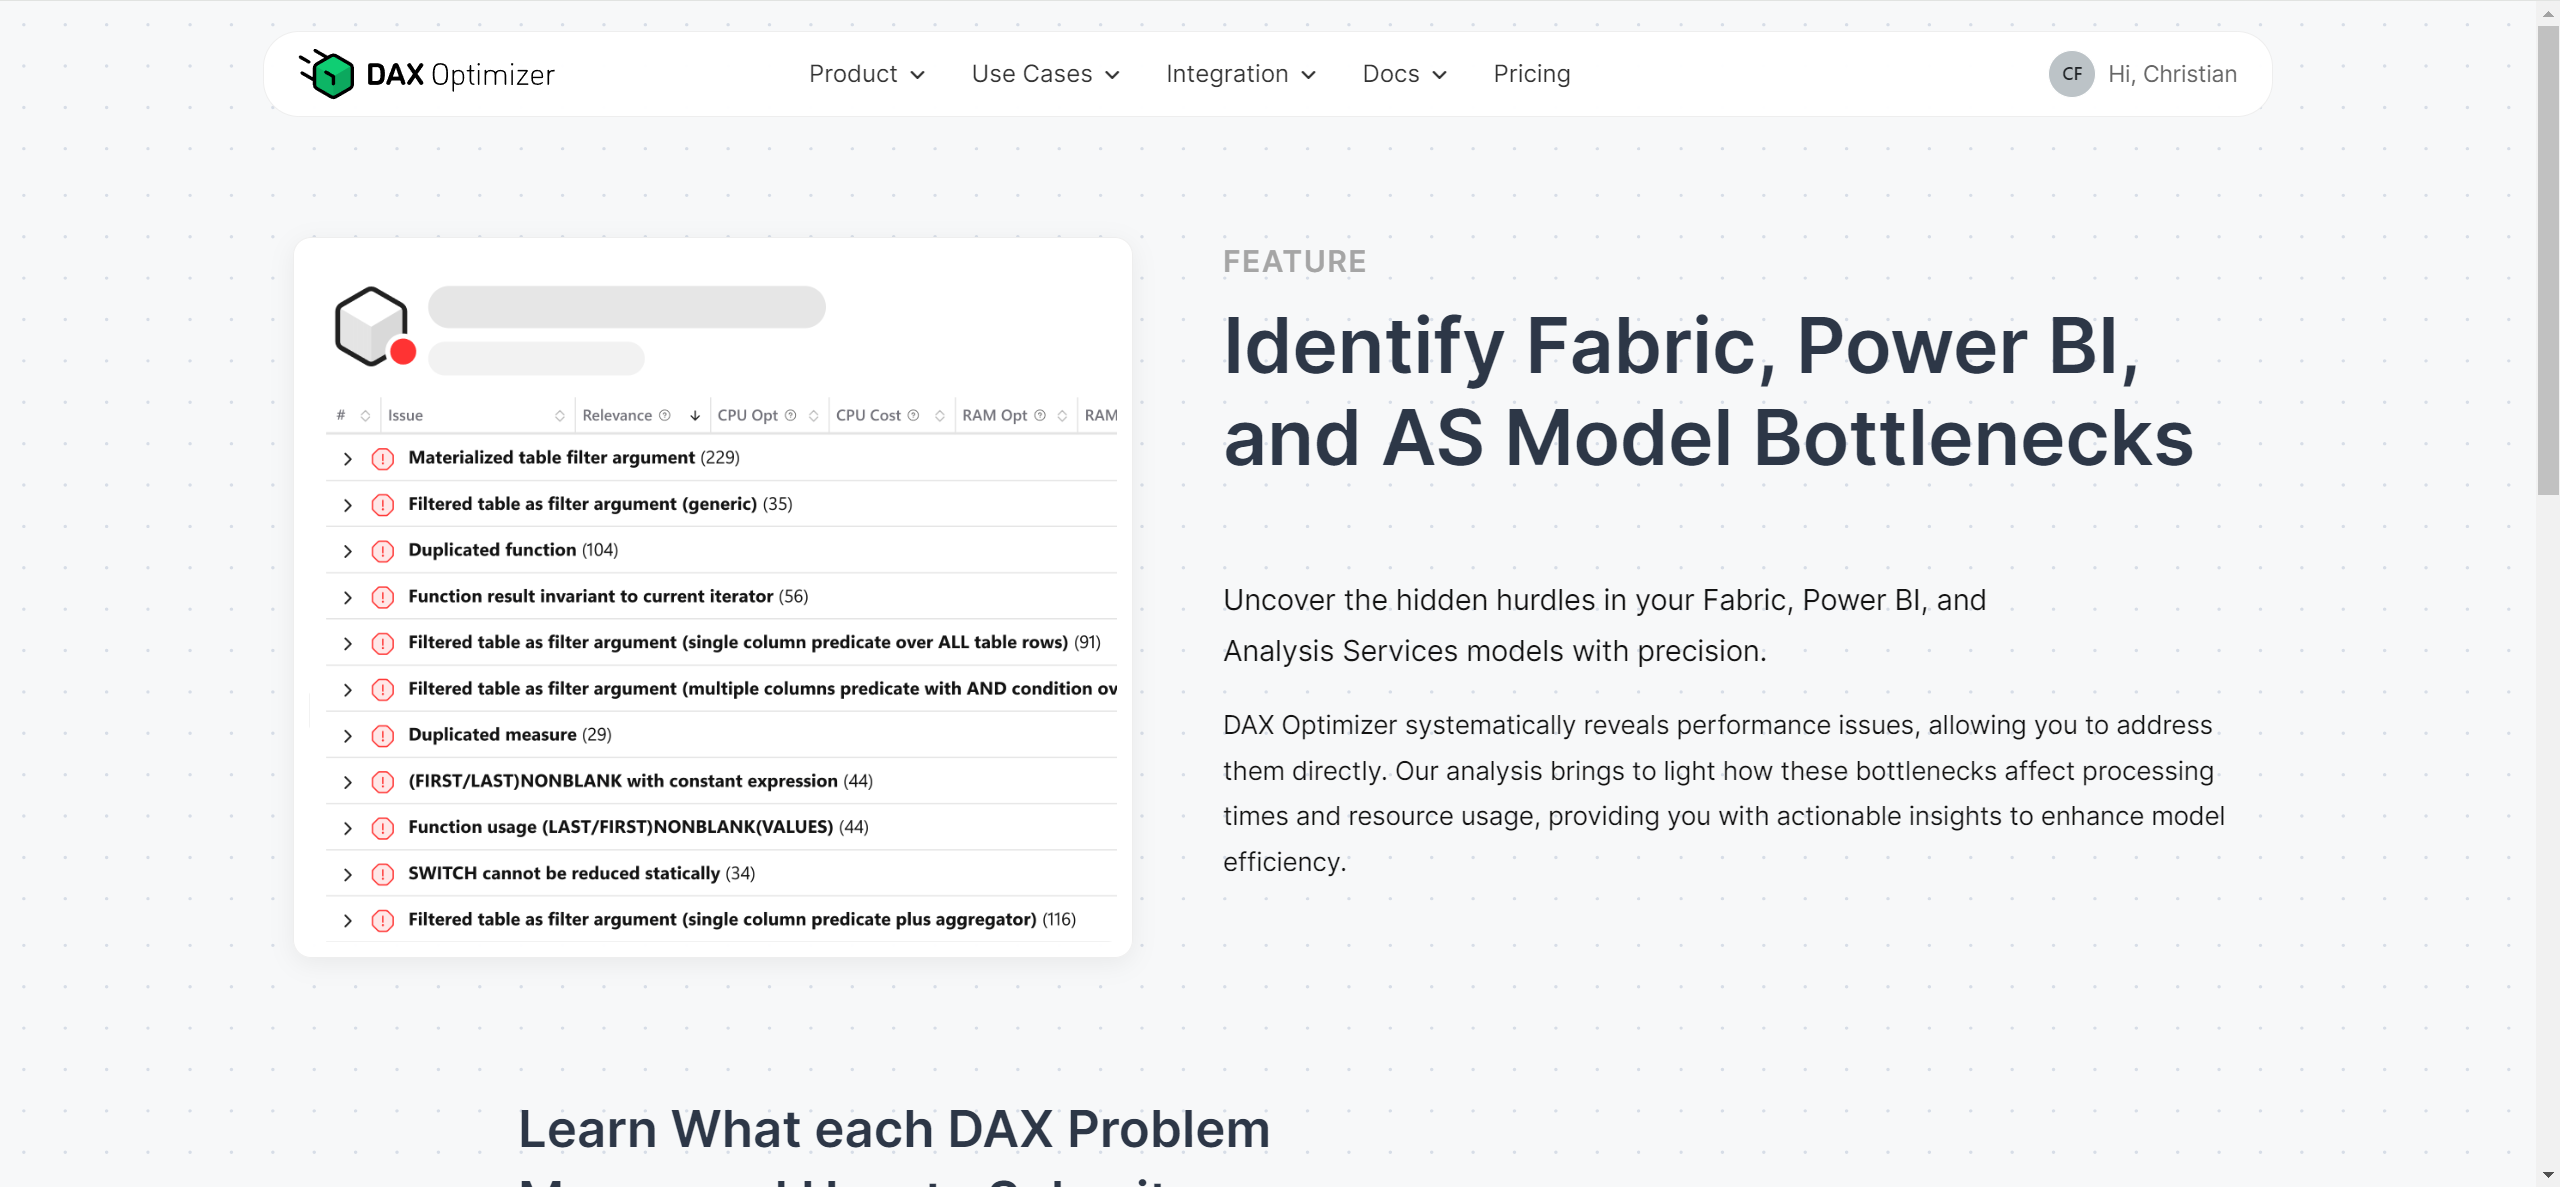 DAX Optimizer
Product
Use Cases
Integration
Docs
Pricing
CF
Hi, Christian
# Issue Relevance CPU Opt CPU Cost RAM Opt RAM
Materialized table filter argument (229)
Filtered table as filter argument (generic) (35)
Duplicated function (104)
Function result invariant to current iterator (56)
Filtered table as filter argument (single column predicate over ALL table rows) (91)
Filtered table as filter argument (multiple columns predicate with AND condition ov
Duplicated measure (29)
(FIRST/LAST)NONBLANK with constant expression (44)
Function usage (LAST/FIRST)NONBLANK(VALUES) (44)
SWITCH cannot be reduced statically (34)
Filtered table as filter argument (single column predicate plus aggregator) (116)
FEATURE
Identify Fabric, Power BI,
and AS Model Bottlenecks
Uncover the hidden hurdles in your Fabric, Power BI, and
Analysis Services models with precision.
DAX Optimizer systematically reveals performance issues, allowing you to address
them directly. Our analysis brings to light how these bottlenecks affect processing
times and resource usage, providing you with actionable insights to enhance model
efficiency.
Learn What each DAX Problem